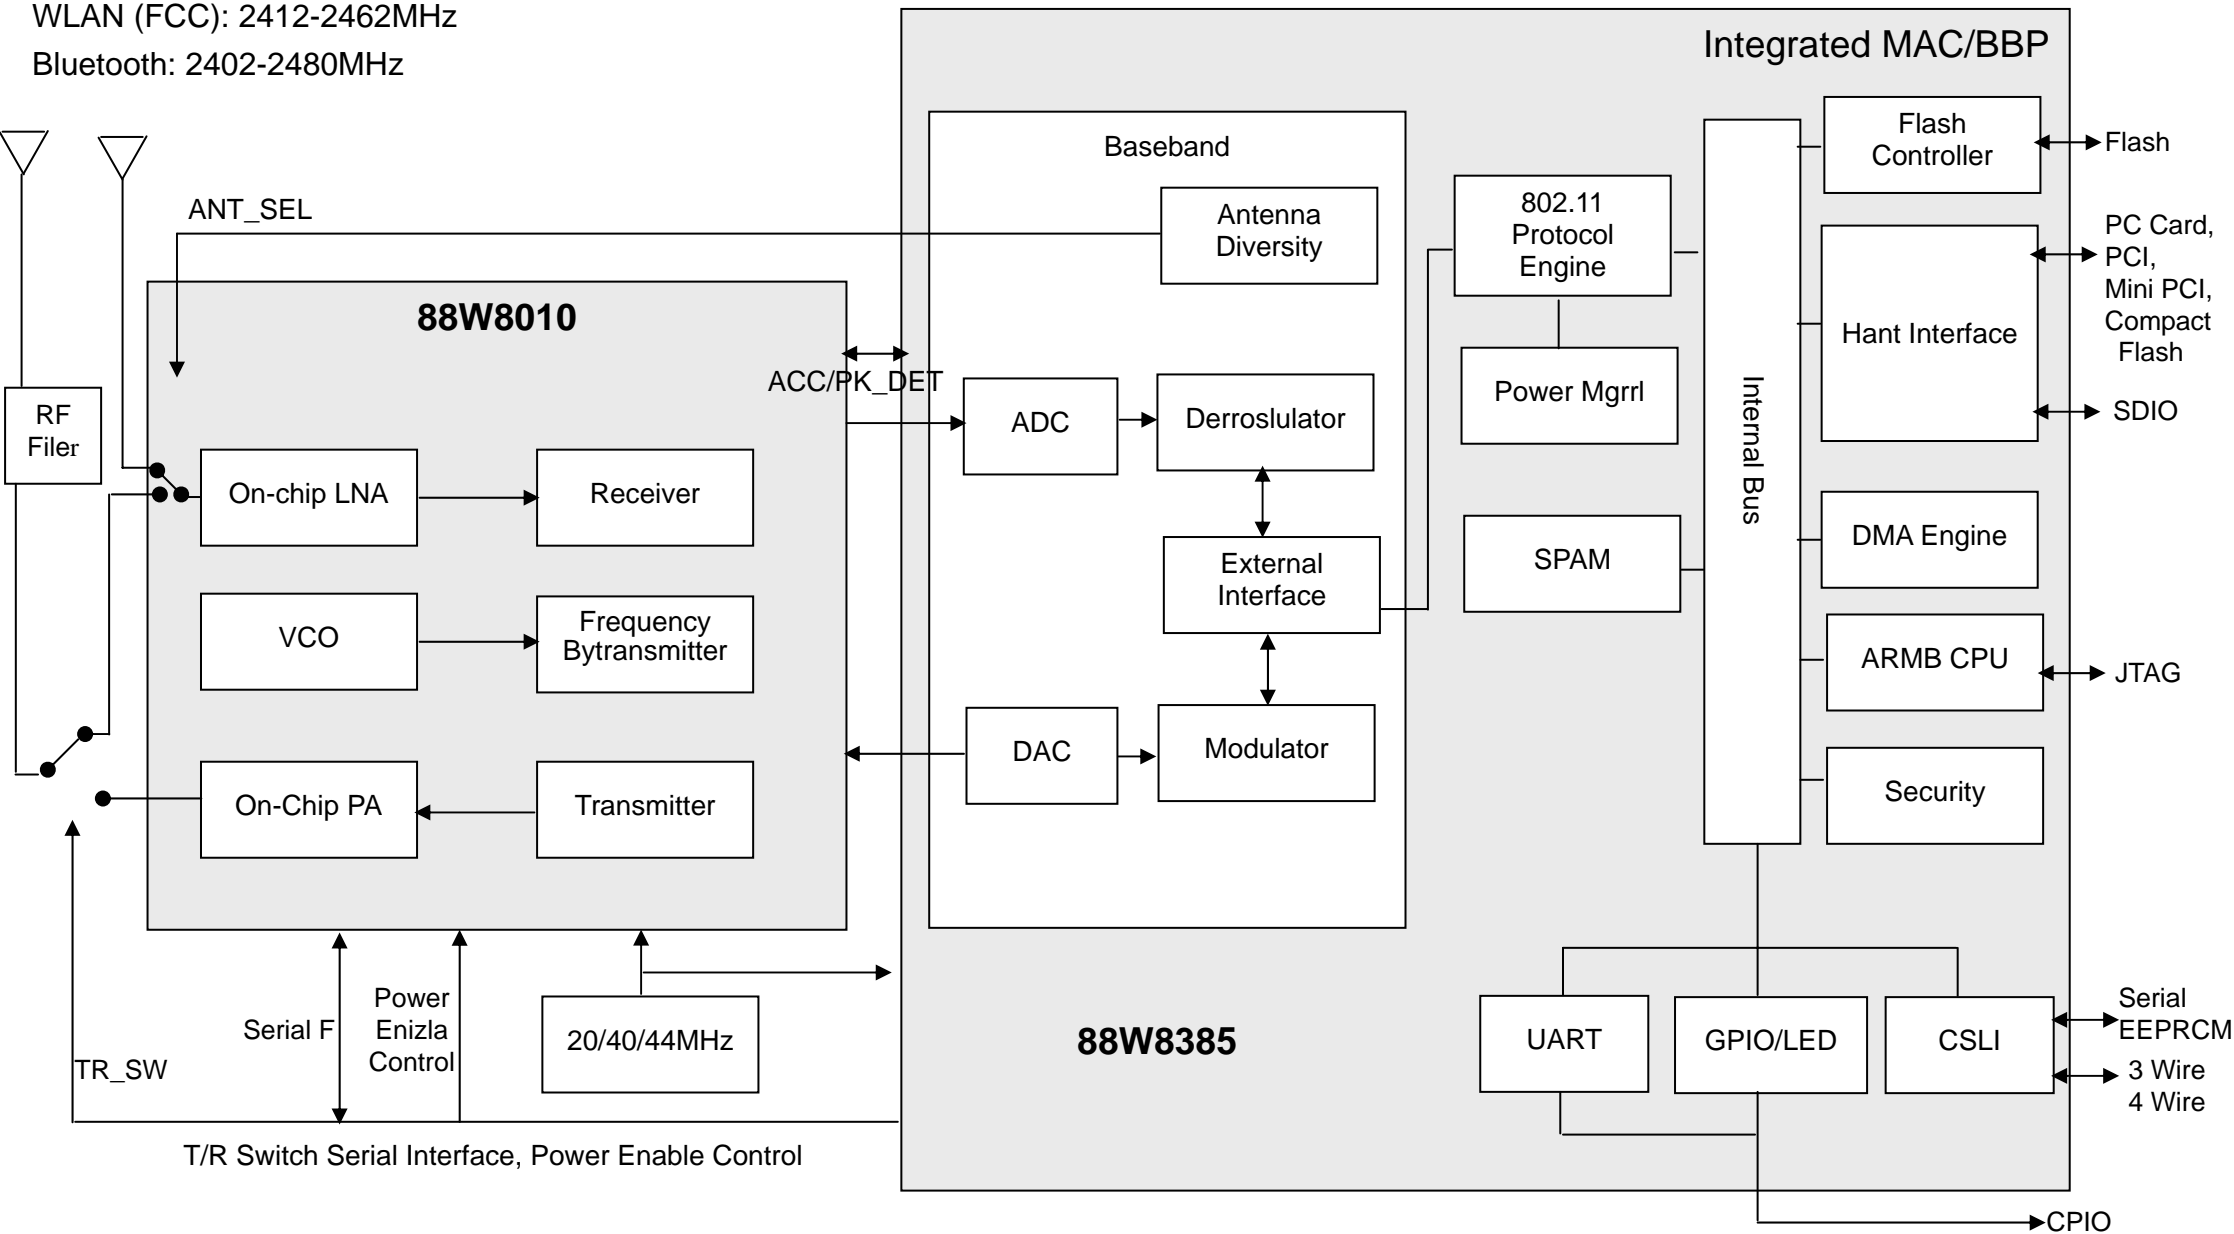 WLAN (FCC): 2412-2462MHz
Bluetooth: 2402-2480MHz
Integrated MAC/BBP
Baseband
Flash
Controller
Flash
ANT_SEL
Antenna
Diversity
802.11
Protocol
Engine
PC Card,
PCI,
Mini PCI,
Compact
Flash
88W8010
Hant Interface
ACC/PK_DET
RF
Filer
ADC
Derroslulator
Power Mgrrl
Internal Bus
SDIO
On-chip LNA
Receiver
External
Interface
SPAM
DMA Engine
VCO
Frequency
Bytransmitter
ARMB CPU
JTAG
On-Chip PA
Transmitter
DAC
Modulator
Security
Serial F
Power
Enizla
Control
20/40/44MHz
TR_SW
88W8385
UART
GPIO/LED
CSLI
Serial
EEPRCM
3 Wire
4 Wire
T/R Switch Serial Interface, Power Enable Control
CPIO